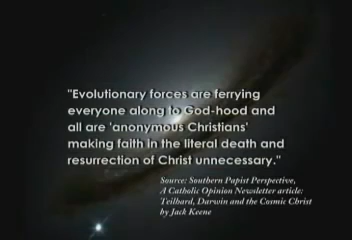 "Evolutionary forces are ferrying
everyone along to God-hood and
all are 'anonymous Christians'
making faith in the literal death and
resurrection of Christ unnecessary."
Source: Southern Papist Perspective,
A Catholic Opinion Newsletter article:
Teilhard, Darwin and the Cosmic Christ
by Jack Keene